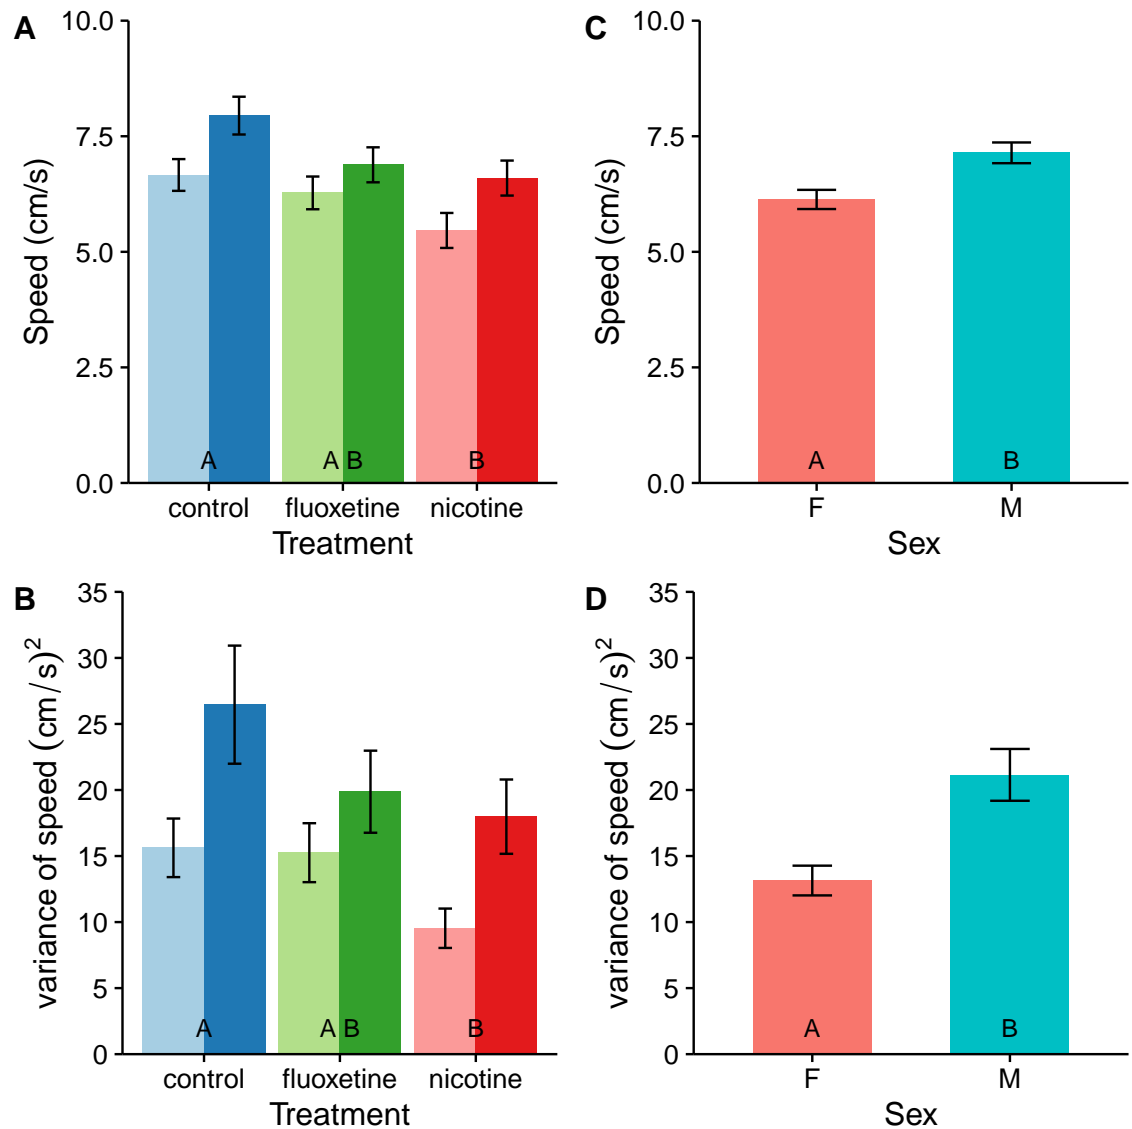 A
10.0
7.5
5.0
2.5
0.0
Speed (cm/s)
A
A B
B
control
fluoxetine
nicotine
Treatment
C
10.0
7.5
5.0
2.5
0.0
Speed (cm/s)
A
B
F
M
Sex
B
35
30
25
20
15
10
5
0
variance of speed (cm/s)²
A
A B
B
control
fluoxetine
nicotine
Treatment
D
35
30
25
20
15
10
5
0
variance of speed (cm/s)²
A
B
F
M
Sex